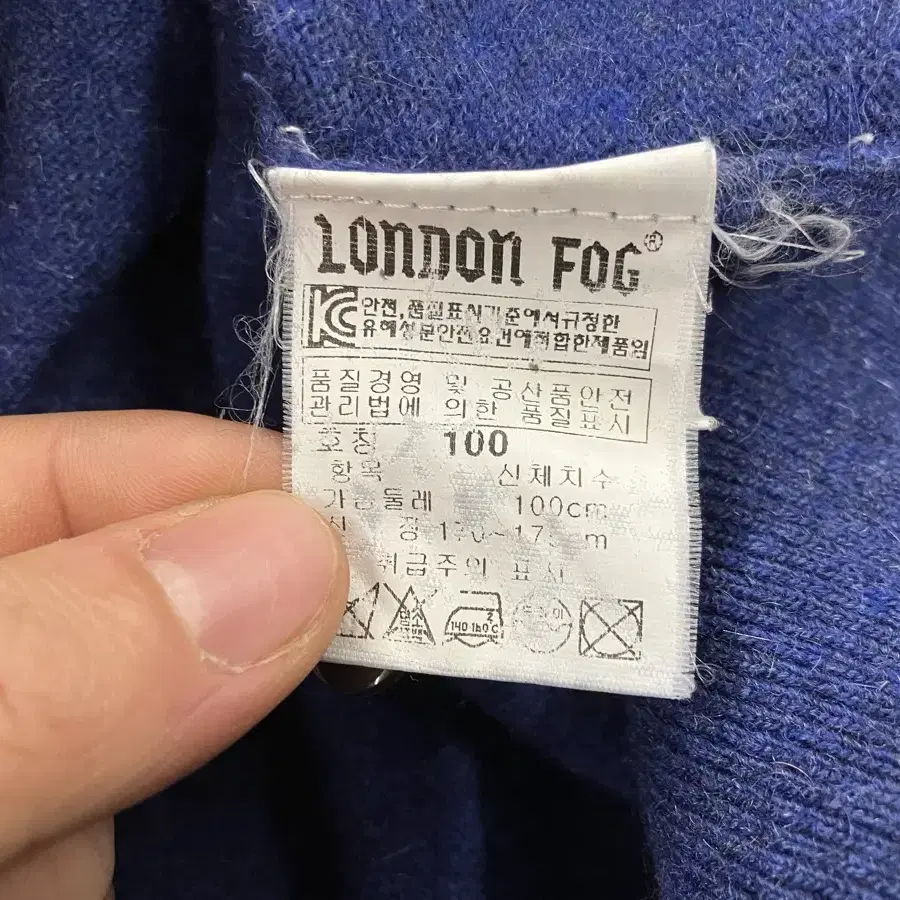 LONDON FOG®
KC 안전,품질표시기준에서규정한
유해성분안전요건에적합한제품임
품질경영 및 공산품안전
관리법에 의한 품질표시
호칭 100
항목 신체치수
가슴둘레 100cm
취급주의 표시